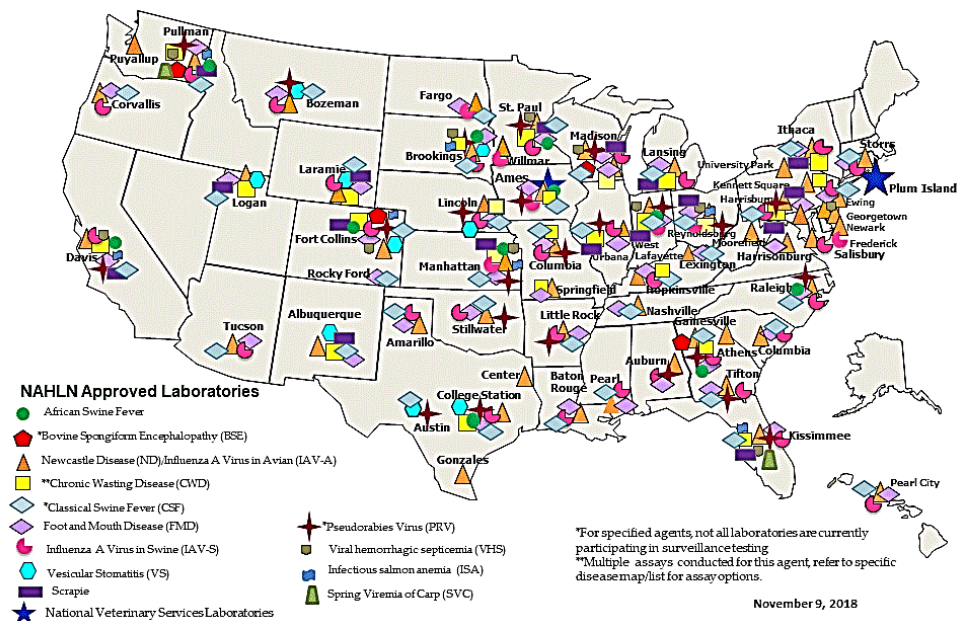 Pullman
Puyallup
Corvallis
Bozeman
Fargo
St. Paul
Brookings
Willmar
Madison
Lansing
Ithaca
Storrs
University Park
Plum Island
Kennett Square
Harrisburg
Ewing
Georgetown
Newark
Frederick
Salisbury
Laramie
Logan
Ames
Lincoln
Fort Collins
Davis
Rocky Ford
Manhattan
Columbia
Urbana
West
Lafayette
Reynoldsburg
Moorefield
Harrisonburg
Lexington
Hopkinsville
Springfield
Nashville
Raleigh
Tucson
Albuquerque
Amarillo
Stillwater
Little Rock
Gainesville
Athens
Columbia
Auburn
Tifton
Center
Baton
Rouge
Pearl
College Station
Austin
Gonzales
Kissimmee
Pearl City
NAHLN Approved Laboratories
African Swine Fever
*Bovine Spongiform Encephalopathy (BSE)
Newcastle Disease (ND)/Influenza A Virus in Avian (IAV-A)
**Chronic Wasting Disease (CWD)
*Classical Swine Fever (CSF)
Foot and Mouth Disease (FMD)
Influenza A Virus in Swine (IAV-S)
Vesicular Stomatitis (VS)
Scrapie
National Veterinary Services Laboratories
*Pseudorabies Virus (PRV)
Viral hemorrhagic septicemia (VHS)
Infectious salmon anemia (ISA)
Spring Viremia of Carp (SVC)
*For specified agents, not all laboratories are currently
participating in surveillance testing
**Multiple assays conducted for this agent, refer to specific
disease map/list for assay options.
November 9, 2018